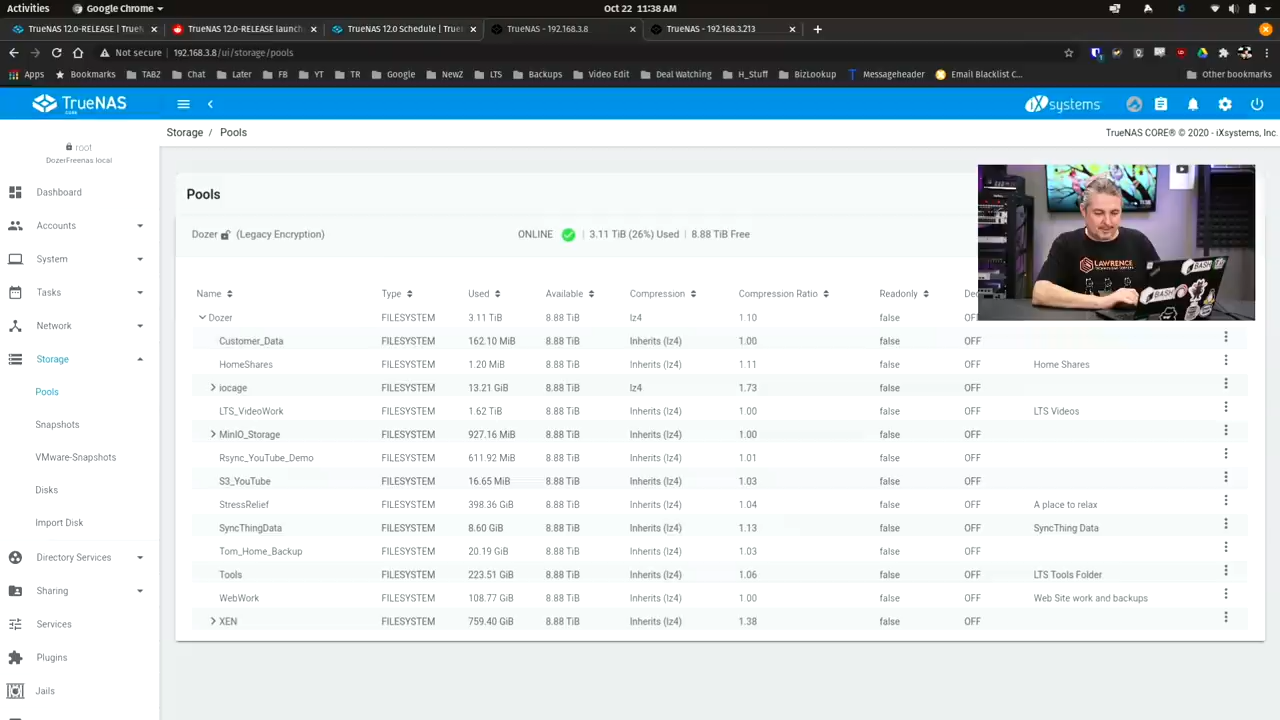 Activities Google Chrome Oct 22 11:38 AM
TrueNAS 12.0-RELEASE | TrueN TrueNAS 12.0-RELEASE launch TrueNAS 12.0 Schedule | True TrueNAS - 192.168.3.8 TrueNAS - 192.168.3.213
Not secure 192.168.3.8/ui/storage/pools
Apps Bookmarks TABZ Chat Later FB YT TR Google NewZ LTS Backups Video Edit Deal Watching H_Stuff BizLookup Messageheader Email Blacklist C... Other bookmarks
TrueNAS CORE iXsystems
Storage / Pools TrueNAS CORE® © 2020 - iXsystems, Inc.
root
DozerFreenas.local
Dashboard
Accounts
System
Tasks
Network
Storage
Pools
Snapshots
VMware-Snapshots
Disks
Import Disk
Directory Services
Sharing
Services
Plugins
Jails
Pools
Dozer (Legacy Encryption) ONLINE 3.11 TiB (26%) Used | 8.88 TiB Free
Name Type Used Available Compression Compression Ratio Readonly De
Dozer FILESYSTEM 3.11 TiB 8.88 TiB lz4 1.10 false OF
Customer_Data FILESYSTEM 162.10 MiB 8.88 TiB Inherits (lz4) 1.00 false OFF
HomeShares FILESYSTEM 1.20 MiB 8.88 TiB Inherits (lz4) 1.11 false OFF Home Shares
iocage FILESYSTEM 13.21 GiB 8.88 TiB lz4 1.73 false OFF
LTS_VideoWork FILESYSTEM 1.62 TiB 8.88 TiB Inherits (lz4) 1.00 false OFF LTS Videos
MinIO_Storage FILESYSTEM 927.16 MiB 8.88 TiB Inherits (lz4) 1.00 false OFF
Rsync_YouTube_Demo FILESYSTEM 611.92 MiB 8.88 TiB Inherits (lz4) 1.01 false OFF
S3_YouTube FILESYSTEM 16.65 MiB 8.88 TiB Inherits (lz4) 1.03 false OFF
StressRelief FILESYSTEM 398.36 GiB 8.88 TiB Inherits (lz4) 1.04 false OFF A place to relax
SyncThingData FILESYSTEM 8.60 GiB 8.88 TiB Inherits (lz4) 1.13 false OFF SyncThing Data
Tom_Home_Backup FILESYSTEM 20.19 GiB 8.88 TiB Inherits (lz4) 1.03 false OFF
Tools FILESYSTEM 223.51 GiB 8.88 TiB Inherits (lz4) 1.06 false OFF LTS Tools Folder
WebWork FILESYSTEM 108.77 GiB 8.88 TiB Inherits (lz4) 1.00 false OFF Web Site work and backups
XEN FILESYSTEM 759.40 GiB 8.88 TiB Inherits (lz4) 1.38 false OFF
LAWRENCE
BASH
BASH